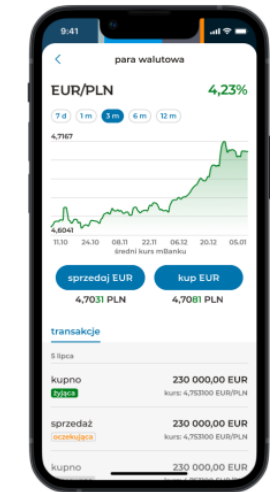 9:41
para walutowa
EUR/PLN 4,23%
7 d 1 m 3 m 6 m 12 m
4,7167
4,6041
11.10 24.10 08.11 22.11 06.12 20.12 05.01
średni kurs mBanku
sprzedaj EUR kup EUR
4,7031 PLN 4,7081 PLN
transakcje
5 lipca
kupno 230 000,00 EUR
żyjąca kurs: 4,753100 EUR/PLN
sprzedaż 230 000,00 EUR
oczekująca kurs: 4,753100 EUR/PLN
kupno 230 000,00 EUR